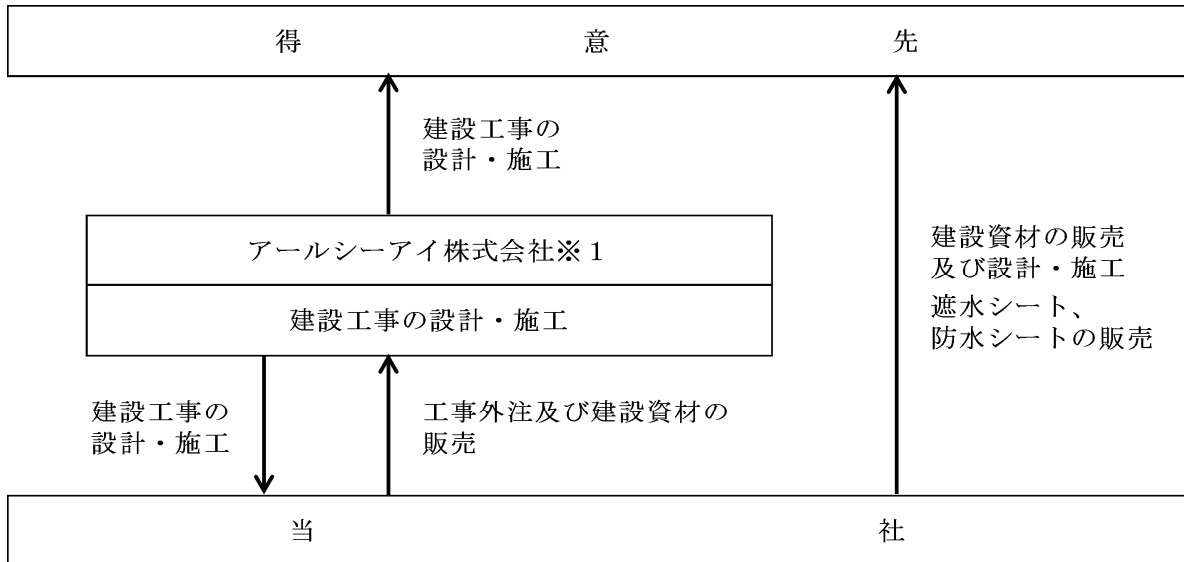 得意先
建設工事の
設計・施工
アールシーアイ株式会社※1
建設工事の設計・施工
建設資材の販売
及び設計・施工
遮水シート、
防水シートの販売
建設工事の
設計・施工
工事外注及び建設資材の
販売
当社